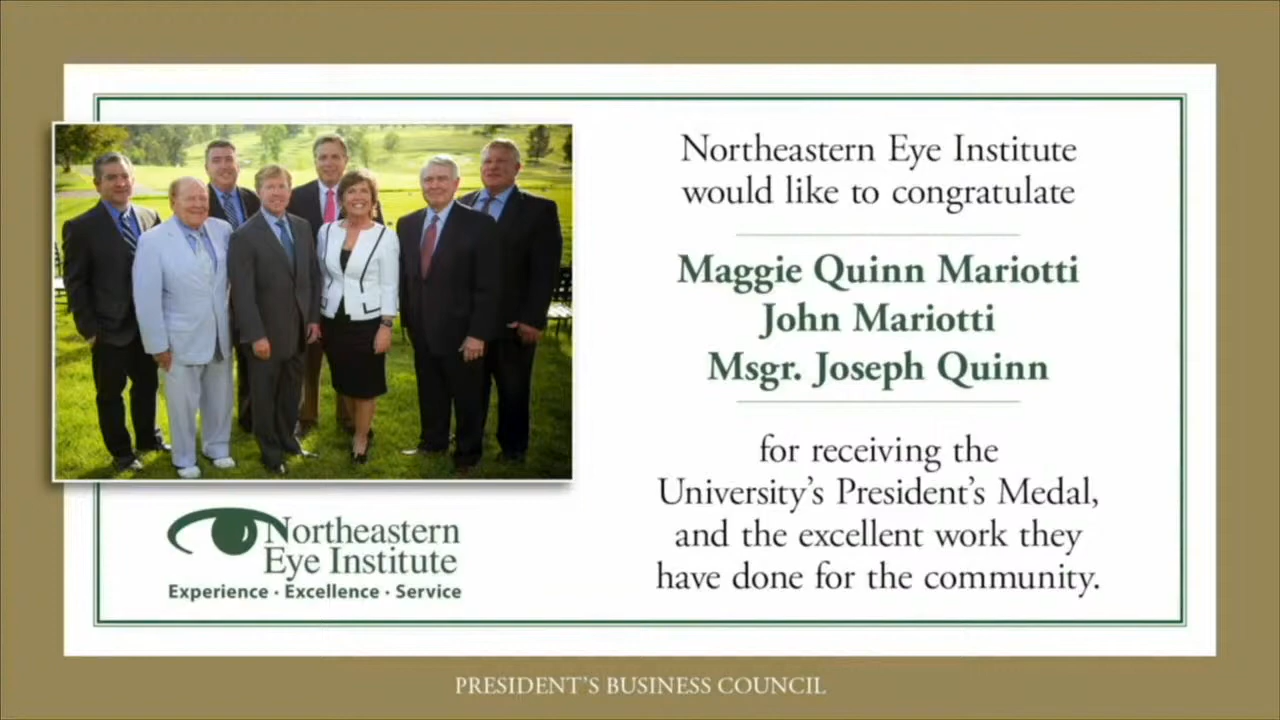 Northeastern Eye Institute
would like to congratulate
Maggie Quinn Mariotti
John Mariotti
Msgr. Joseph Quinn
for receiving the
University's President's Medal,
and the excellent work they
have done for the community.
Northeastern
Eye Institute
Experience · Excellence · Service
PRESIDENT'S BUSINESS COUNCIL